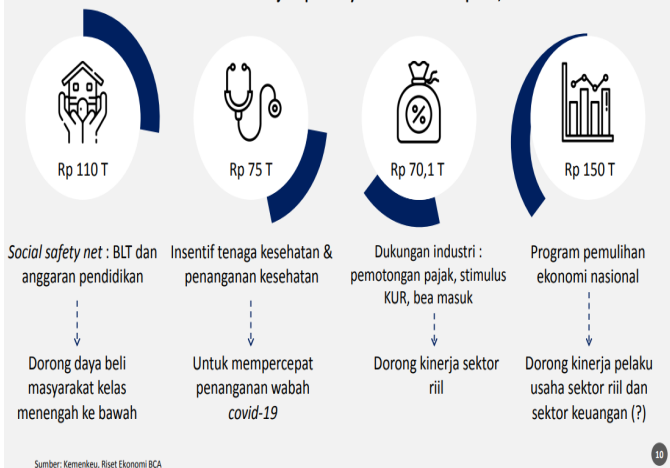 Rp 110 T
Rp 75 T
%
Rp 70,1 T
Rp 150 T
Social safety net : BLT dan
anggaran pendidikan
Insentif tenaga kesehatan &
penanganan kesehatan
Dukungan industri :
pemotongan pajak, stimulus
KUR, bea masuk
Program pemulihan
ekonomi nasional
Dorong daya beli
masyarakat kelas
menengah ke bawah
Untuk mempercepat
penanganan wabah
covid-19
Dorong kinerja sektor
riil
Dorong kinerja pelaku
usaha sektor riil dan
sektor keuangan (?)
Sumber: Kemenkeu, Riset Ekonomi BCA
10